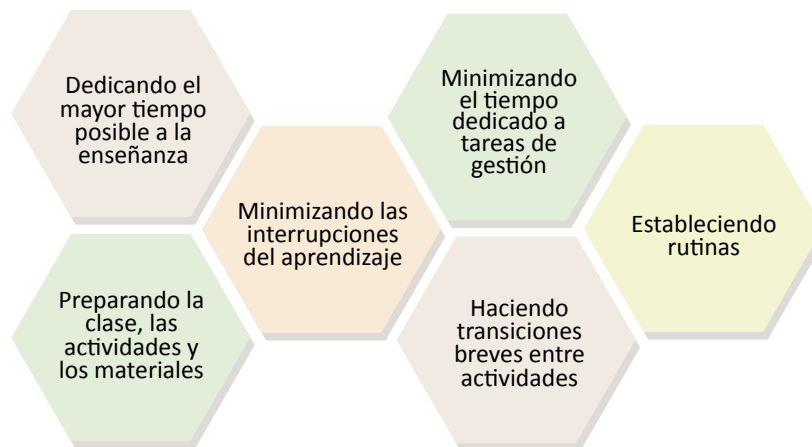 Dedicando el
mayor tiempo
posible a la
enseñanza
Minimizando
el tiempo
dedicado a
tareas de
gestión
Minimizando las
interrupciones
del aprendizaje
Estableciendo
rutinas
Preparando la
clase, las
actividades y
los materiales
Haciendo
transiciones
breves entre
actividades